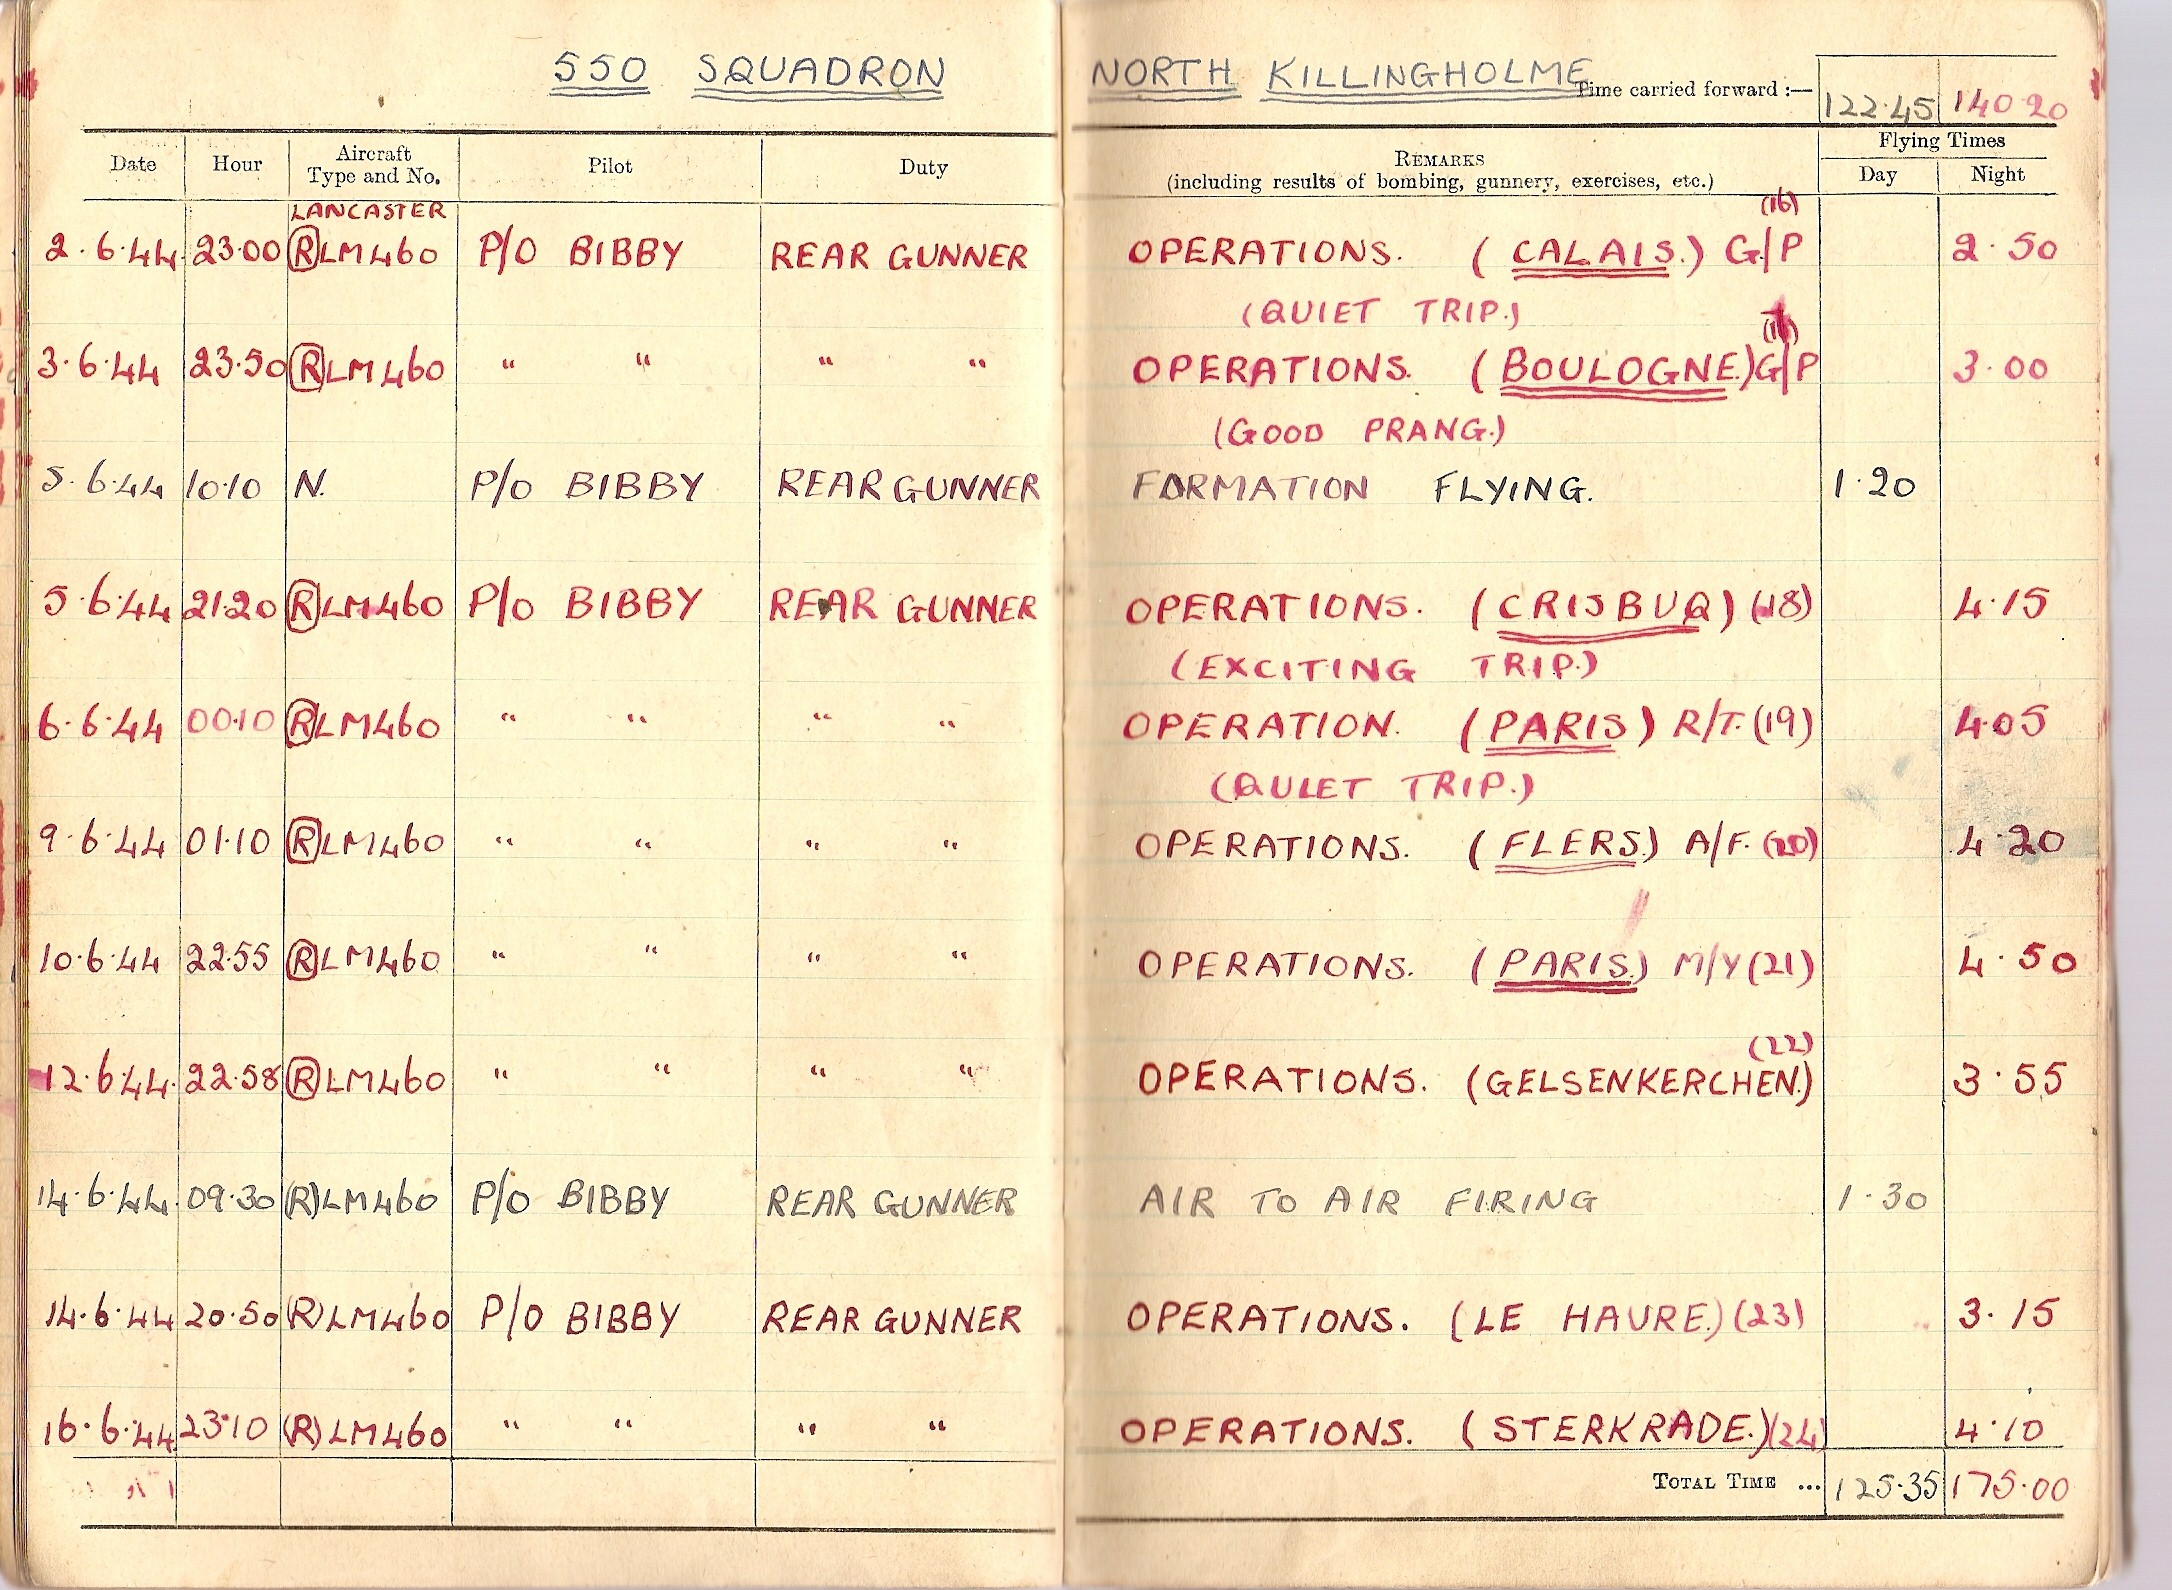 550 SQUADRON NORTH KILLINGHOLME Time carried forward :— 122.45 140.20
Date Hour Aircraft Type and No. Pilot Duty REMARKS (including results of bombing, gunnery, exercises, etc.) Flying Times Day Night
LANCASTER (16)
2.6.44 23.00 (R) LM460 P/O BIBBY REAR GUNNER OPERATIONS. (CALAIS.) G/P 2.50
(QUIET TRIP.)
3.6.44 23.50 (R) LM460 " " " " OPERATIONS. (BOULOGNE.) G/P 3.00
(GOOD PRANG.)
5.6.44 10.10 N. P/O BIBBY REAR GUNNER FORMATION FLYING. 1.20
5.6.44 21.20 (R) LM460 P/O BIBBY REAR GUNNER OPERATIONS. (CRISBUQ) (18) 4.15
(EXCITING TRIP.)
6.6.44 00.10 (R) LM460 " " " " OPERATION. (PARIS) R/T. (19) 4.05
(QUIET TRIP.)
9.6.44 01.10 (R) LM460 " " " " OPERATIONS. (FLERS.) A/F. (20) 4.20
10.6.44 22.55 (R) LM460 " " " " OPERATIONS. (PARIS.) M/Y (21) 4.50
(22)
12.6.44. 22.58 (R) LM460 " " " " OPERATIONS. (GELSENKERCHEN.) 3.55
14.6.44. 09.30 (R) LM460 P/O BIBBY REAR GUNNER AIR TO AIR FIRING 1.30
14.6.44 20.50 (R) LM460 P/O BIBBY REAR GUNNER OPERATIONS. (LE HAURE.) (23) 3.15
16.6.44 23.10 (R) LM460 " " " " OPERATIONS. (STERKRADE.) (24) 4.10
TOTAL TIME ... 125.35 175.00